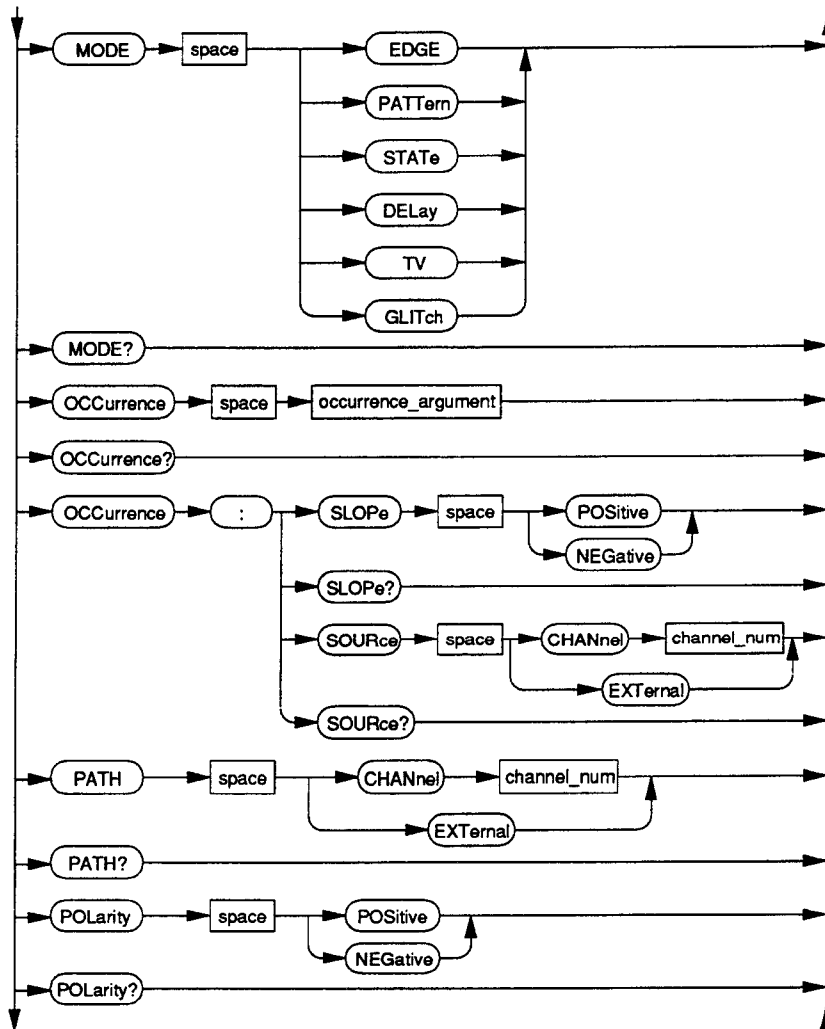 MODE space EDGE
PATTern
STATe
DELay
TV
GLITch
MODE?
OCCurrence space occurrence_argument
OCCurrence?
OCCurrence : SLOPe space POSitive
NEGative
SLOPe?
SOURce space CHANnel channel_num
EXTernal
SOURce?
PATH space CHANnel channel_num
EXTernal
PATH?
POLarity space POSitive
NEGative
POLarity?